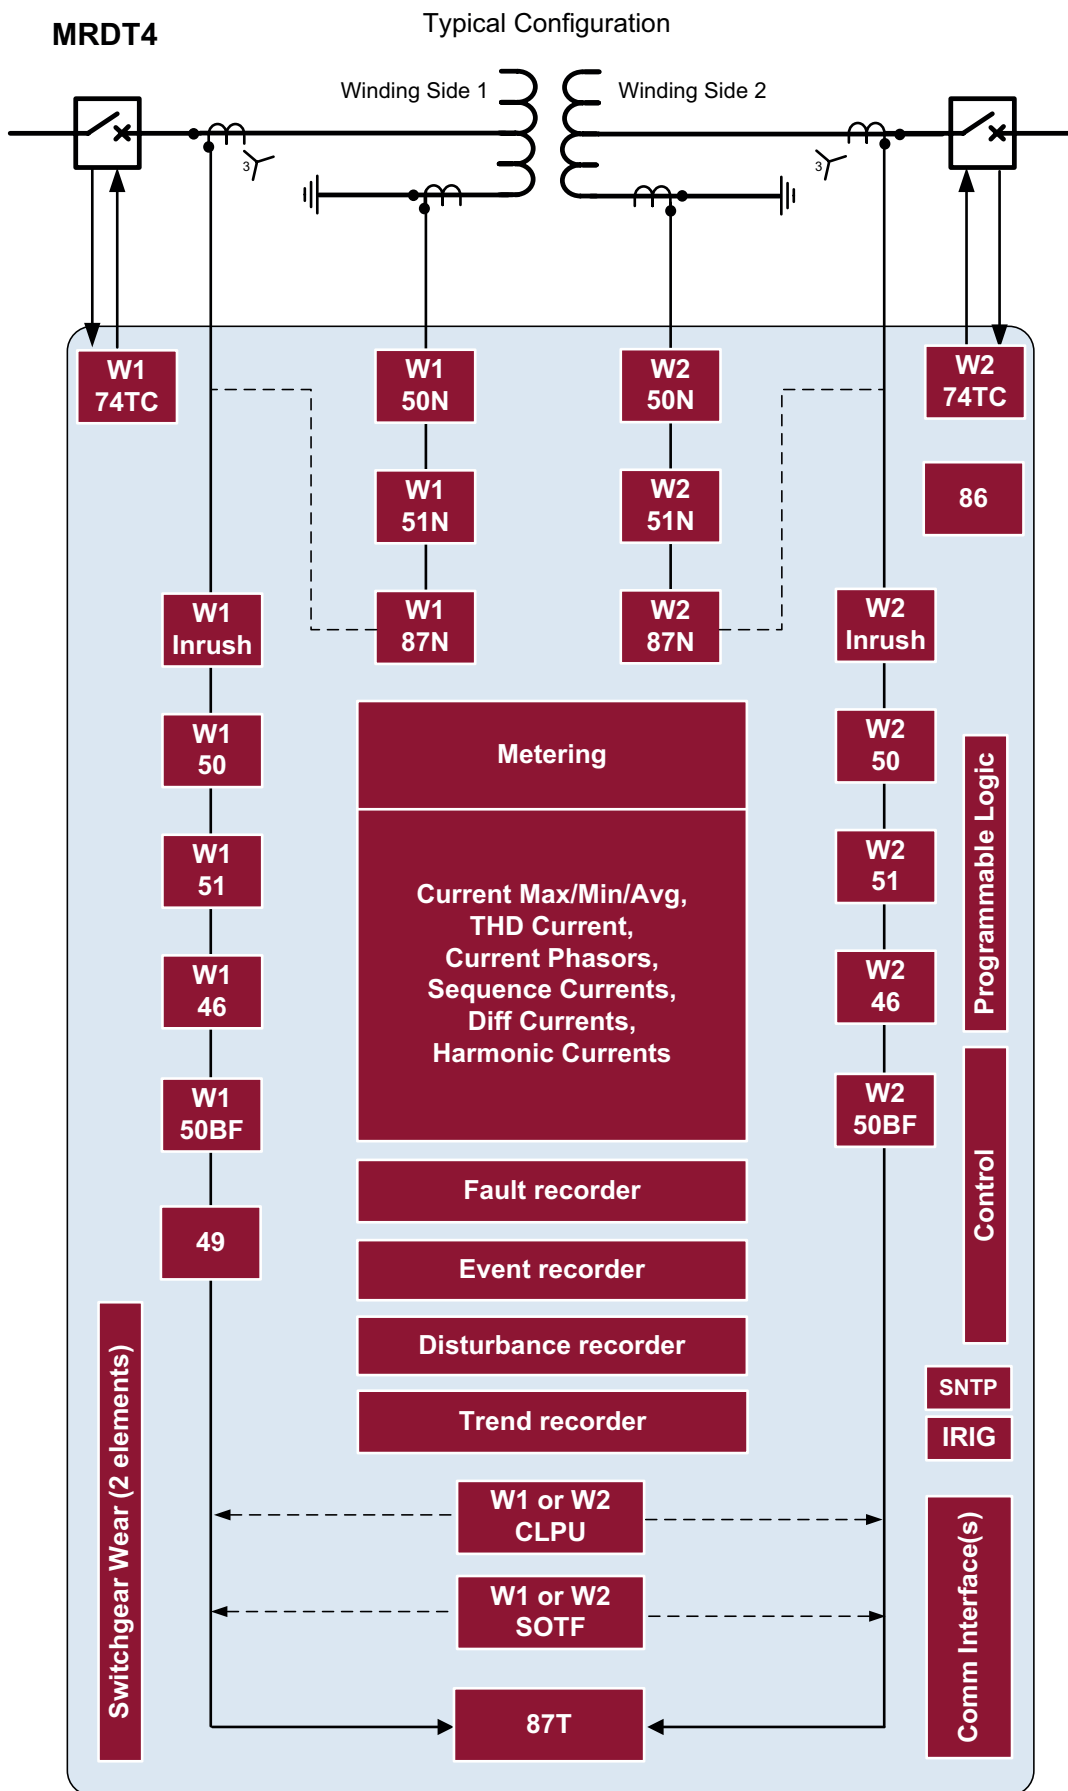 MRDT4
Typical Configuration
Winding Side 1
Winding Side 2
3
3
W1
74TC
W1
50N
W2
50N
W2
74TC
W1
51N
W2
51N
86
W1
Inrush
W1
87N
W2
87N
W2
Inrush
W1
50
Metering
W2
50
Programmable Logic
W1
51
Current Max/Min/Avg,
THD Current,
Current Phasors,
Sequence Currents,
Diff Currents,
Harmonic Currents
W2
51
W1
46
W2
46
W1
50BF
W2
50BF
Control
Fault recorder
49
Event recorder
Switchgear Wear (2 elements)
Disturbance recorder
SNTP
Trend recorder
IRIG
W1 or W2
CLPU
Comm Interface(s)
W1 or W2
SOTF
87T